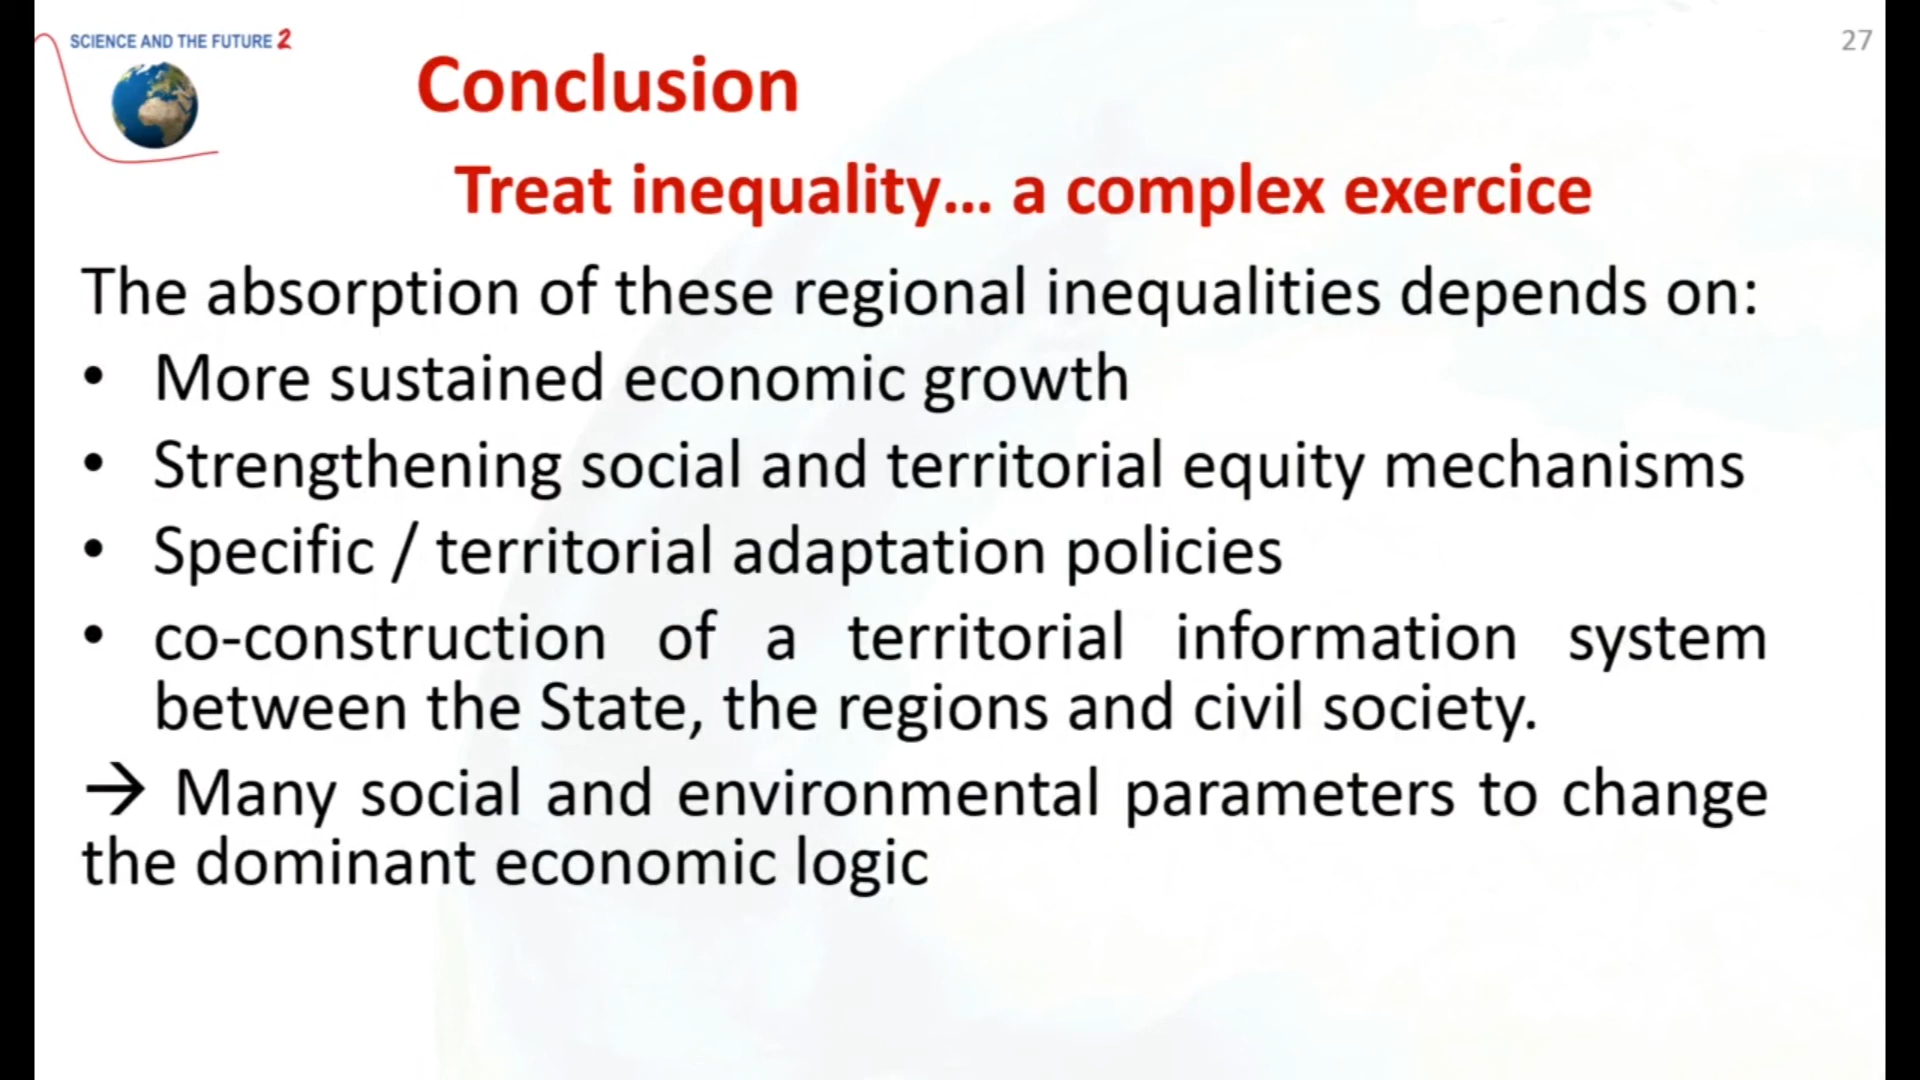 SCIENCE AND THE FUTURE 2
27
Conclusion
Treat inequality... a complex exercice
The absorption of these regional inequalities depends on:
• More sustained economic growth
• Strengthening social and territorial equity mechanisms
• Specific / territorial adaptation policies
• co-construction of a territorial information system
between the State, the regions and civil society.
→ Many social and environmental parameters to change
the dominant economic logic